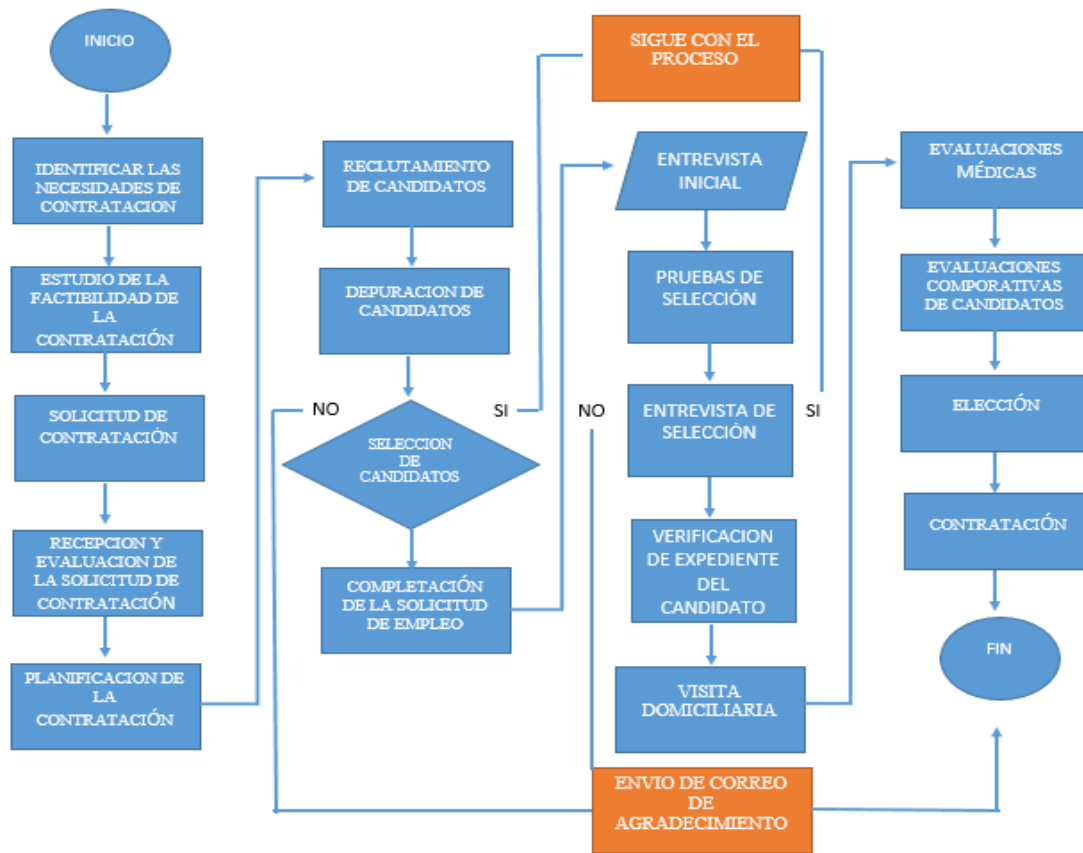 INICIO
IDENTIFICAR LAS
NECESIDADES DE
CONTRATACION
ESTUDIO DE LA
FACTIBILIDAD DE
LA
CONTRATACIÓN
SOLICITUD DE
CONTRATACIÓN
RECEPCION Y
EVALUACION DE
LA SOLICITUD DE
CONTRATACIÓN
PLANIFICACION DE
LA
CONTRATACIÓN
RECLUTAMIENTO
DE CANDIDATOS
DEPURACION DE
CANDIDATOS
NO
SI
SELECCION
DE
CANDIDATOS
COMPLETACIÓN
DE LA SOLICITUD
DE EMPLEO
SIGUE CON EL
PROCESO
ENTREVISTA
INICIAL
PRUEBAS DE
SELECCIÓN
NO
SI
ENTREVISTA DE
SELECCIÓN
VERIFICACION
DE EXPEDIENTE
DEL
CANDIDATO
VISITA
DOMICILIARIA
ENVIO DE CORREO
DE
AGRADECIMIENTO
EVALUACIONES
MÉDICAS
EVALUACIONES
COMPORATIVAS
DE CANDIDATOS
ELECCIÓN
CONTRATACIÓN
FIN